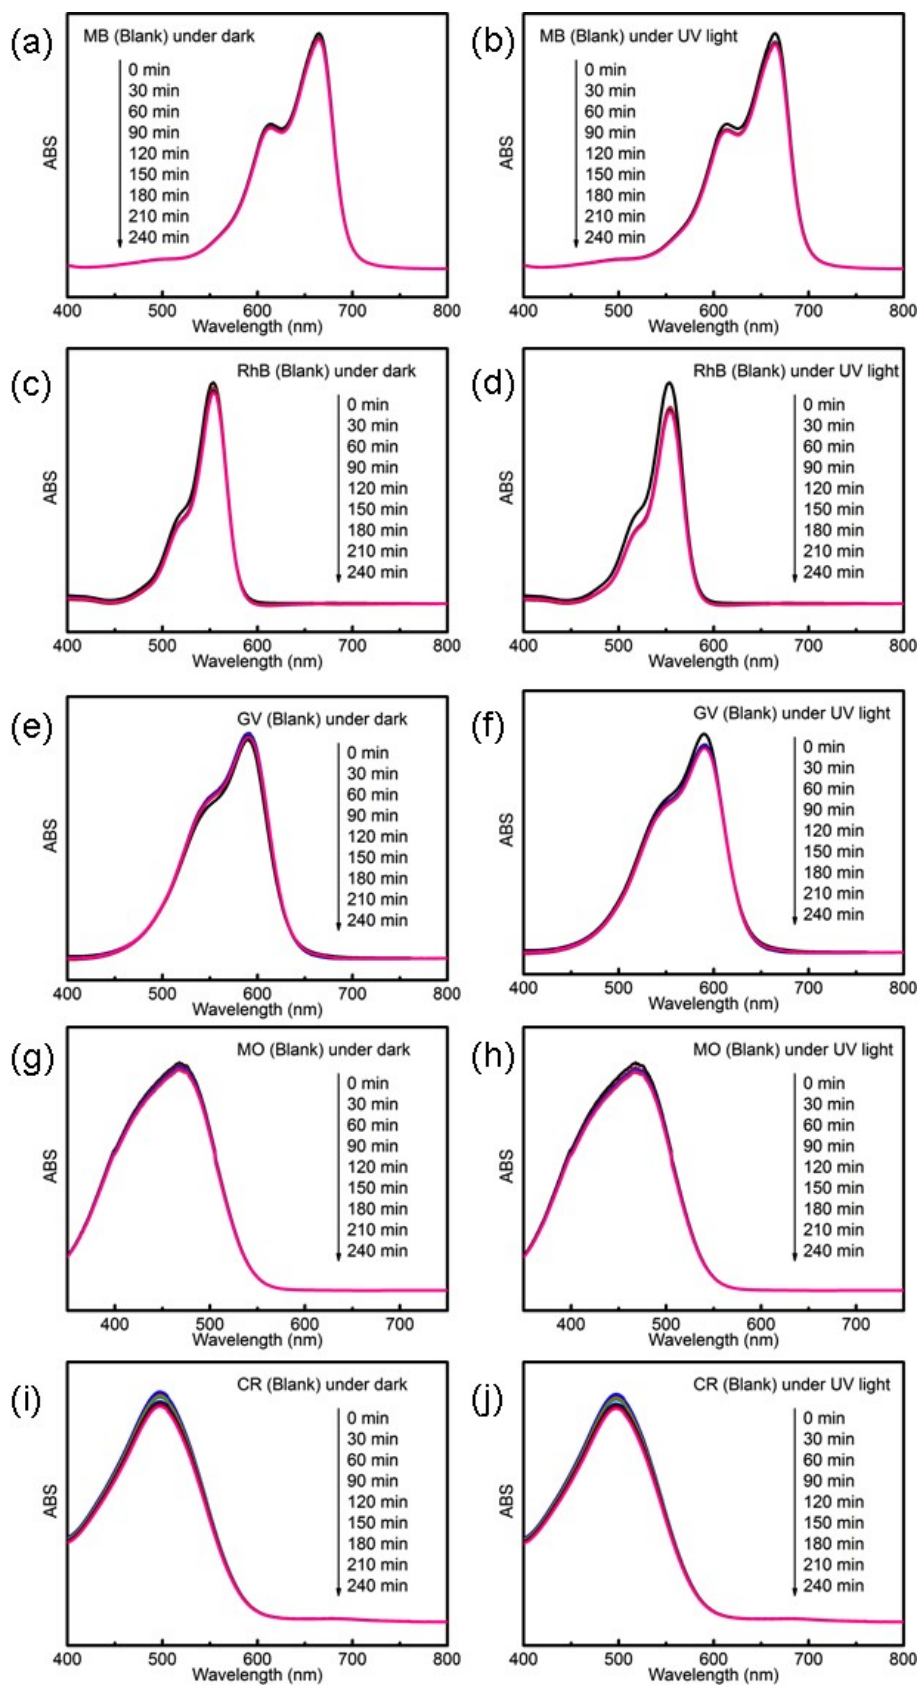 (a)
MB (Blank) under dark
0 min
30 min
60 min
90 min
120 min
150 min
180 min
210 min
240 min
ABS
400 500 600 700 800
Wavelength (nm)
(b)
MB (Blank) under UV light
0 min
30 min
60 min
90 min
120 min
150 min
180 min
210 min
240 min
ABS
400 500 600 700 800
Wavelength (nm)
(c)
RhB (Blank) under dark
0 min
30 min
60 min
90 min
120 min
150 min
180 min
210 min
240 min
ABS
400 500 600 700 800
Wavelength (nm)
(d)
RhB (Blank) under UV light
0 min
30 min
60 min
90 min
120 min
150 min
180 min
210 min
240 min
ABS
400 500 600 700 800
Wavelength (nm)
(e)
GV (Blank) under dark
0 min
30 min
60 min
90 min
120 min
150 min
180 min
210 min
240 min
ABS
400 500 600 700 800
Wavelength (nm)
(f)
GV (Blank) under UV light
0 min
30 min
60 min
90 min
120 min
150 min
180 min
210 min
240 min
ABS
400 500 600 700 800
Wavelength (nm)
(g)
MO (Blank) under dark
0 min
30 min
60 min
90 min
120 min
150 min
180 min
210 min
240 min
ABS
400 500 600 700
Wavelength (nm)
(h)
MO (Blank) under UV light
0 min
30 min
60 min
90 min
120 min
150 min
180 min
210 min
240 min
ABS
400 500 600 700
Wavelength (nm)
(i)
CR (Blank) under dark
0 min
30 min
60 min
90 min
120 min
150 min
180 min
210 min
240 min
ABS
400 500 600 700 800
Wavelength (nm)
(j)
CR (Blank) under UV light
0 min
30 min
60 min
90 min
120 min
150 min
180 min
210 min
240 min
ABS
400 500 600 700 800
Wavelength (nm)